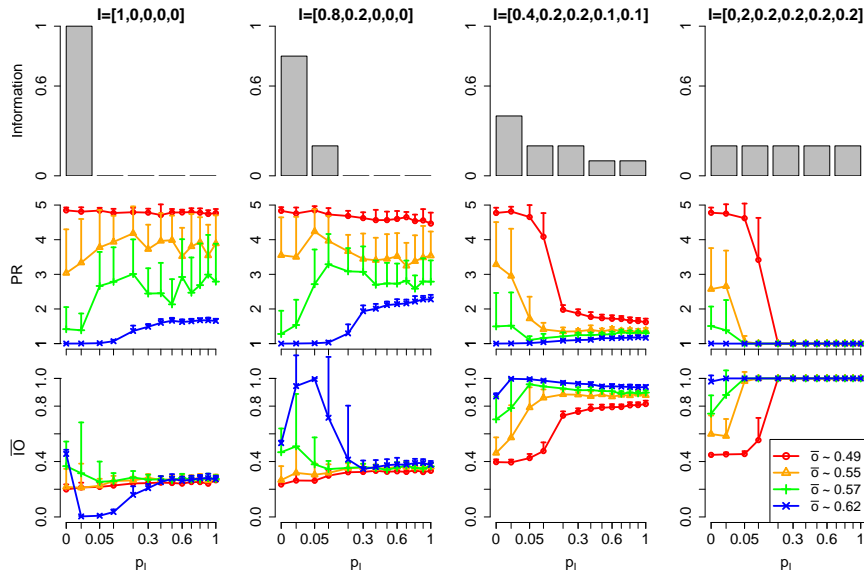 I=[1,0,0,0,0] I=[0.8,0.2,0,0,0] I=[0.4,0.2,0.2,0.1,0.1] I=[0,2,0.2,0.2,0.2,0.2]
Information
1 1 1 1
0.6 0.6 0.6 0.6
0 0 0 0
PR
5 5 5 5
4 4 4 4
3 3 3 3
2 2 2 2
1 1 1 1
IO
1.0 1.0 1.0 1.0
0.8 0.8 0.8 0.8
0.4 0.4 0.4 0.4
0.0 0.0 0.0 0.0
o ~ 0.49
o ~ 0.55
o ~ 0.57
o ~ 0.62
0 0.05 0.3 0.6 1 0 0.05 0.3 0.6 1 0 0.05 0.3 0.6 1 0 0.05 0.3 0.6 1
pI pI pI pI